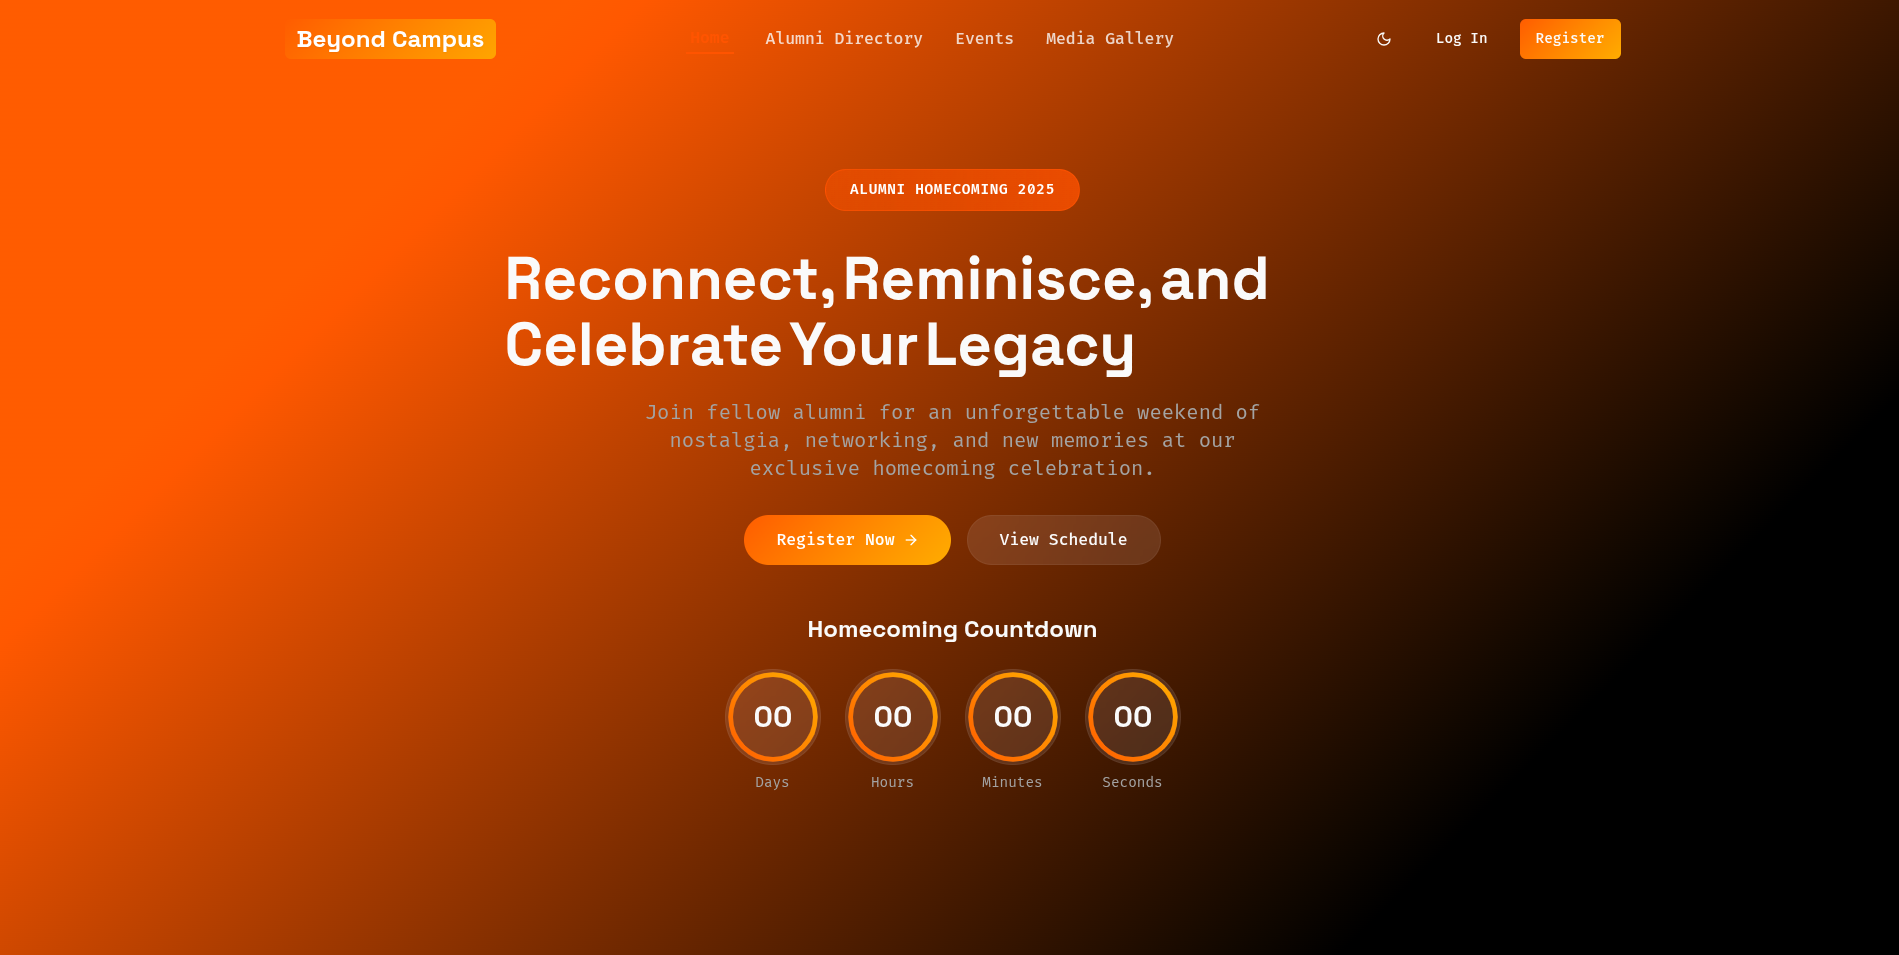 Beyond Campus
Home
Alumni Directory
Events
Media Gallery
Log In
Register
ALUMNI HOMECOMING 2025
Reconnect, Reminisce, and
Celebrate Your Legacy
Join fellow alumni for an unforgettable weekend of
nostalgia, networking, and new memories at our
exclusive homecoming celebration.
Register Now →
View Schedule
Homecoming Countdown
00
00
00
00
Days
Hours
Minutes
Seconds